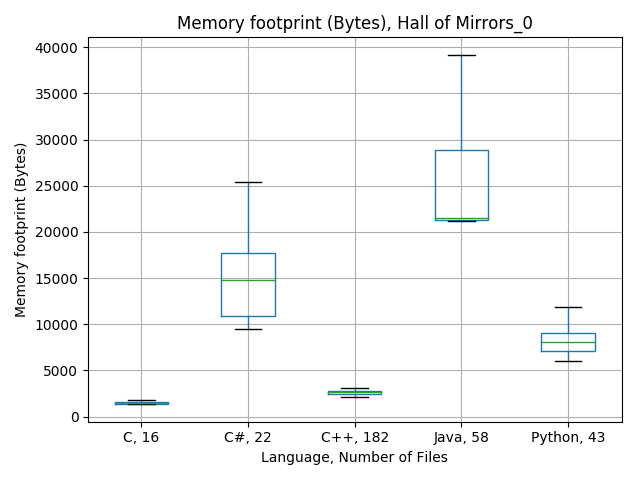 Memory footprint (Bytes), Hall of Mirrors_0
40000
35000
30000
25000
20000
15000
10000
5000
0
Memory footprint (Bytes)
C, 16
C#, 22
C++, 182
Java, 58
Python, 43
Language, Number of Files